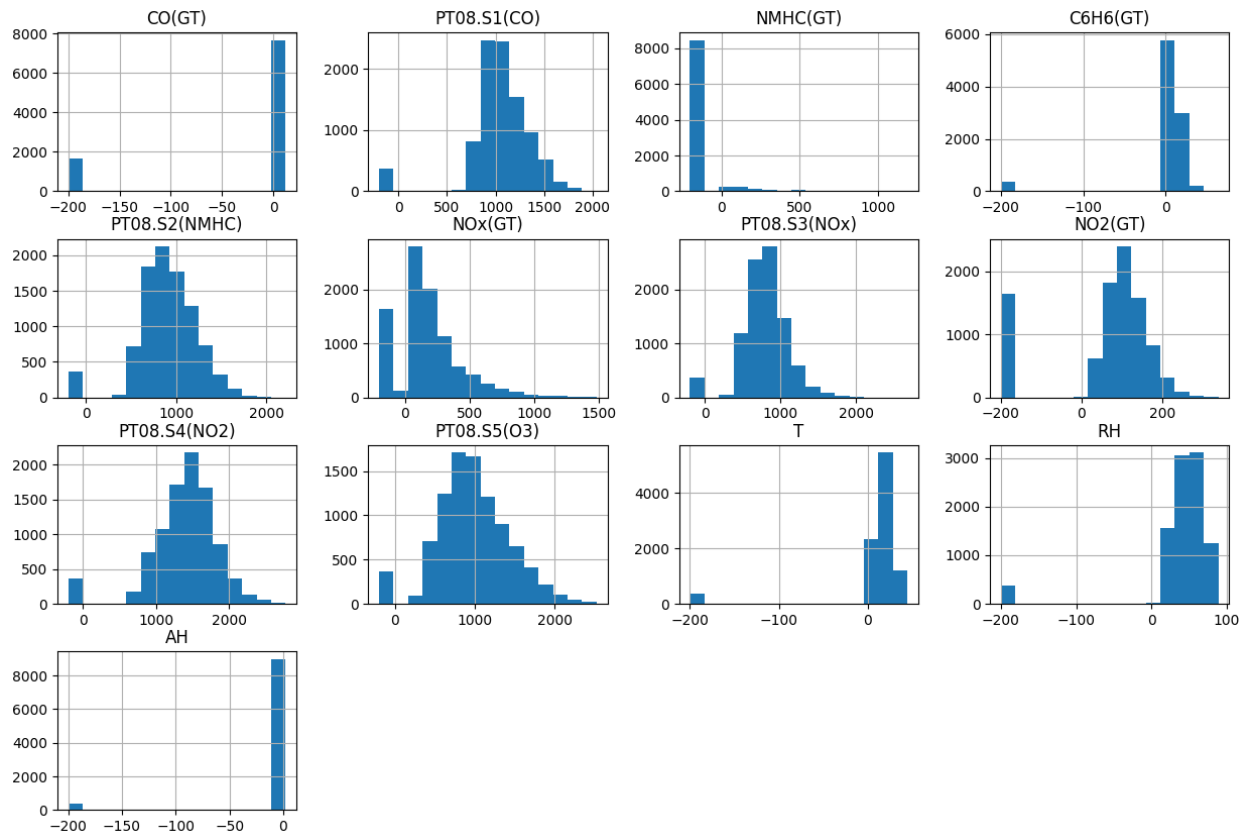 CO(GT) PT08.S1(CO) NMHC(GT) C6H6(GT)
8000 6000 4000 2000 0
−200 −150 −100 −50 0
2000 1000 0
0 500 1000 1500 2000
8000 6000 4000 2000 0
0 500 1000
6000 4000 2000 0
−200 −100 0
PT08.S2(NMHC) NOx(GT) PT08.S3(NOx) NO2(GT)
2000 1500 1000 500 0
0 1000 2000
2000 1000 0
0 500 1000 1500
2000 1000 0
0 1000 2000
2000 1000 0
−200 0 200
PT08.S4(NO2) PT08.S5(O3) T RH
2000 1500 1000 500 0
0 1000 2000
1500 1000 500 0
0 1000 2000
4000 2000 0
−200 −100 0
3000 2000 1000 0
−200 −100 0 100
AH
8000 6000 4000 2000 0
−200 −150 −100 −50 0